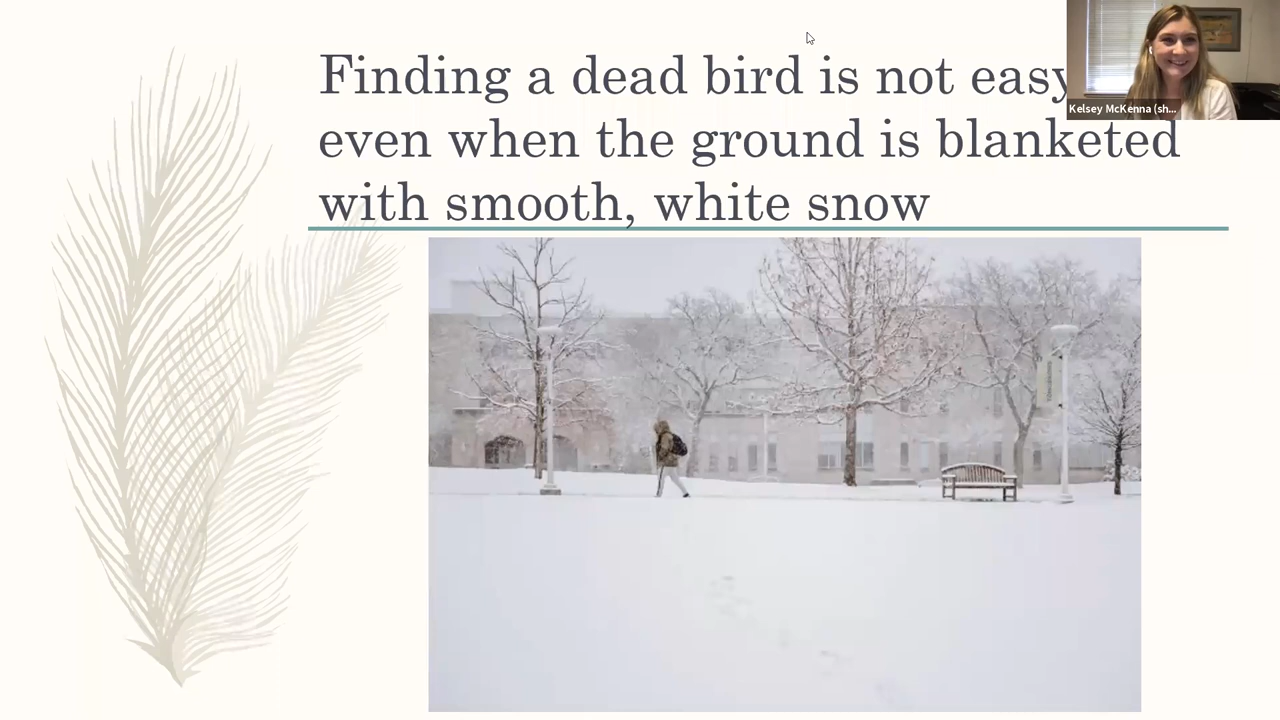 Finding a dead bird is not easy
even when the ground is blanketed
with smooth, white snow
Kelsey McKenna (sh...